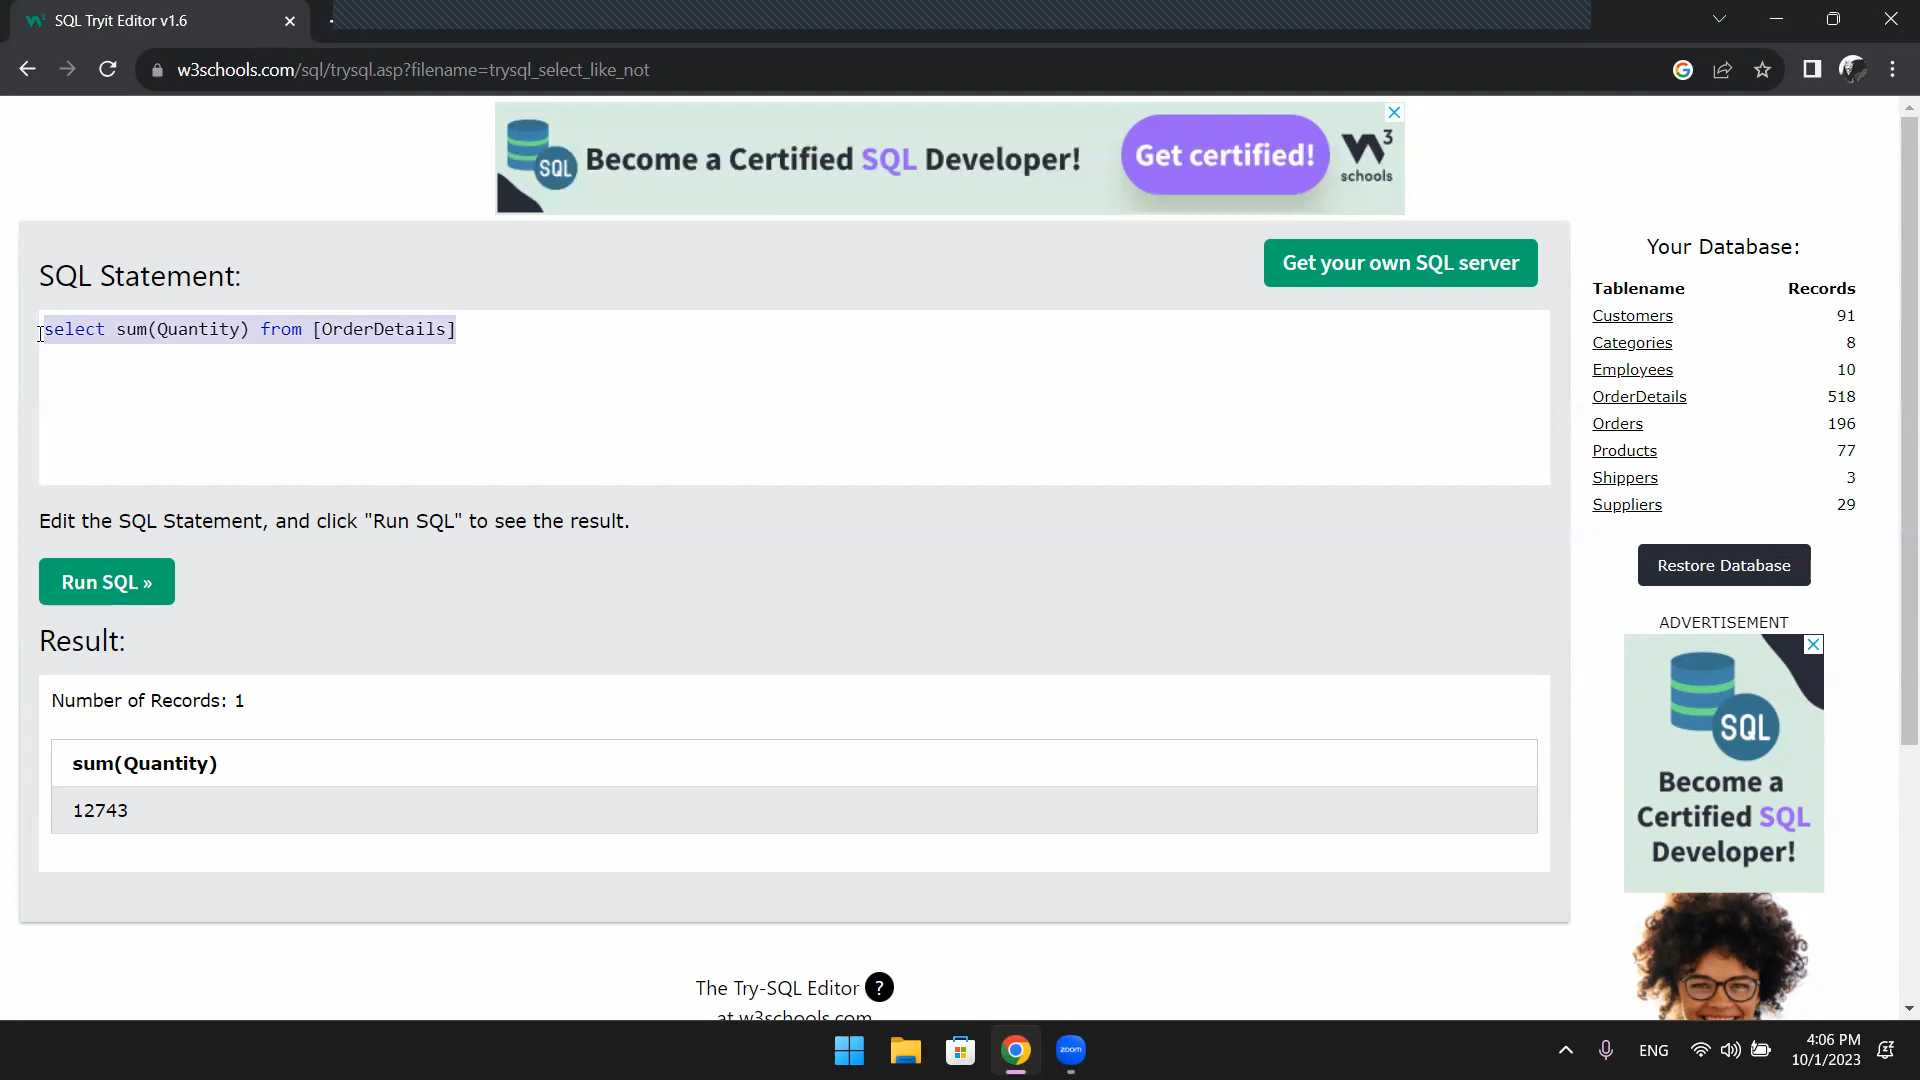 SQL Tryit Editor v1.6
w3schools.com/sql/trysql.asp?filename=trysql_select_like_not
SQL
Become a Certified SQL Developer!
Get certified!
W3
schools
SQL Statement:
Get your own SQL server
select sum(Quantity) from [OrderDetails]
Edit the SQL Statement, and click "Run SQL" to see the result.
Run SQL »
Result:
Number of Records: 1
sum(Quantity)
12743
Your Database:
Tablename Records
Customers 91
Categories 8
Employees 10
OrderDetails 518
Orders 196
Products 77
Shippers 3
Suppliers 29
Restore Database
ADVERTISEMENT
SQL
Become a
Certified SQL
Developer!
The Try-SQL Editor ?
at w3schools.com
zoom
ENG
4:06 PM
10/1/2023